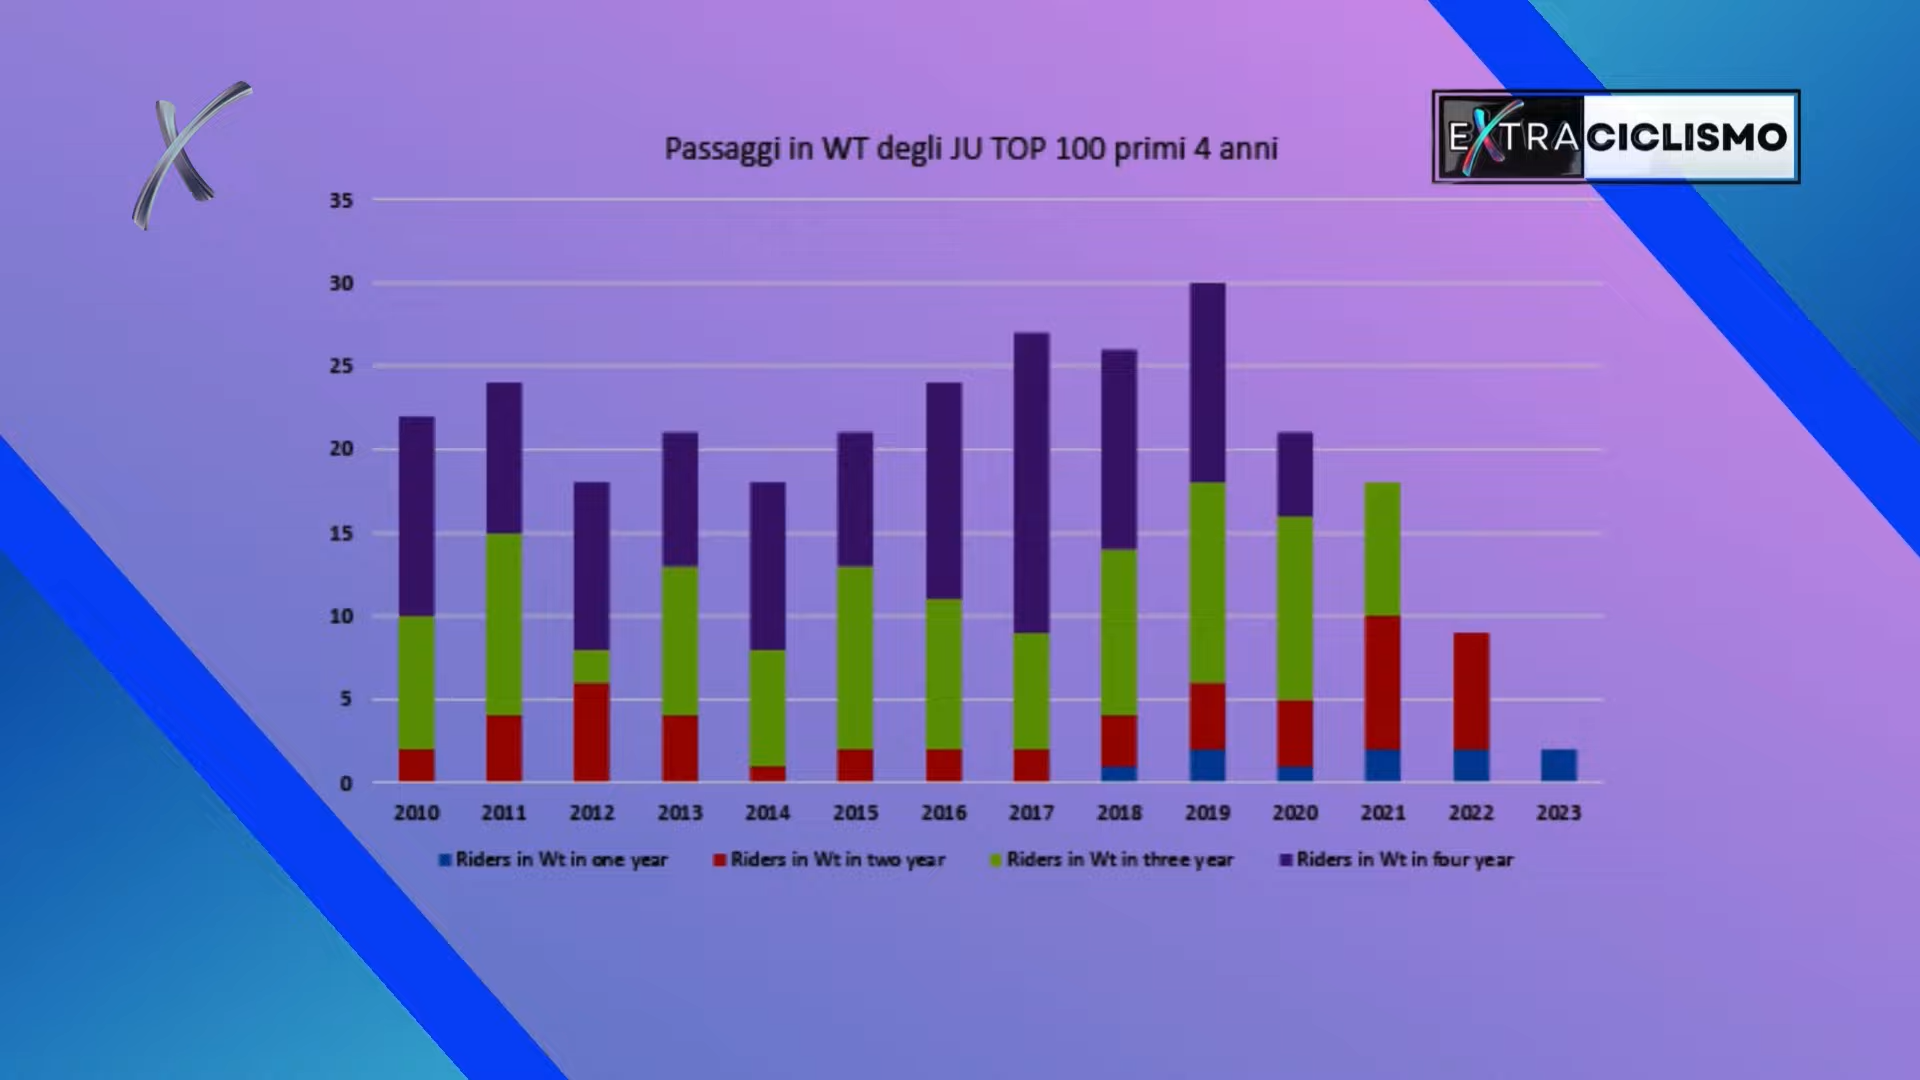 EXTRA CICLISMO
Passaggi in WT degli JU TOP 100 primi 4 anni
35
30
25
20
15
10
5
0
2010 2011 2012 2013 2014 2015 2016 2017 2018 2019 2020 2021 2022 2023
Riders in Wt in one year Riders in Wt in two year Riders in Wt in three year Riders in Wt in four year